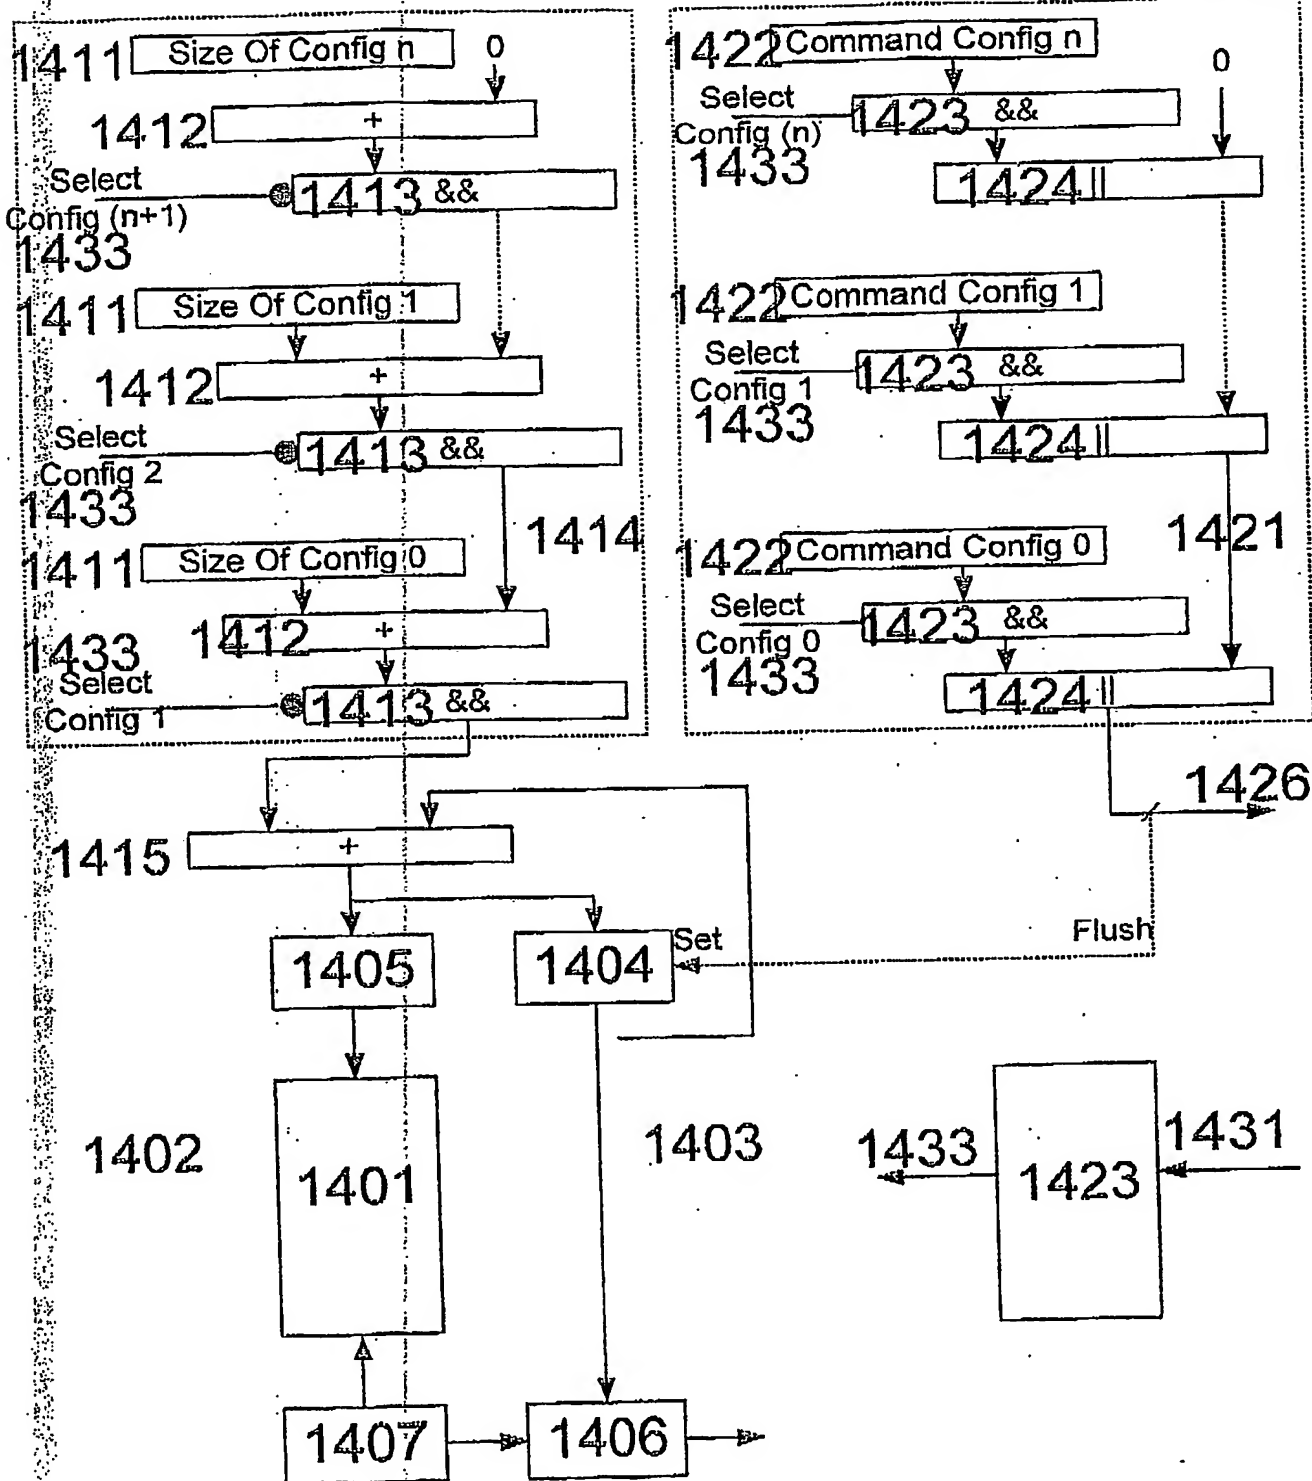 1411 Size Of Config n 0
1412 +
Select
Config (n+1)
1413 &&
1433
1411 Size Of Config 1
1412 +
Select
Config 2
1413 &&
1433
1414
1411 Size Of Config 0
1412 +
1433
Select
Config 1
1413 &&
1422 Command Config n 0
Select
Config (n)
1423 &&
1433
1424 ||
1422 Command Config 1
Select
Config 1
1423 &&
1433
1424 ||
1421
1422 Command Config 0
Select
Config 0
1423 &&
1433
1424 ||
1426
1415 +
Flush
1405
1404 Set
1402
1401
1403
1433
1423
1431
1407
1406